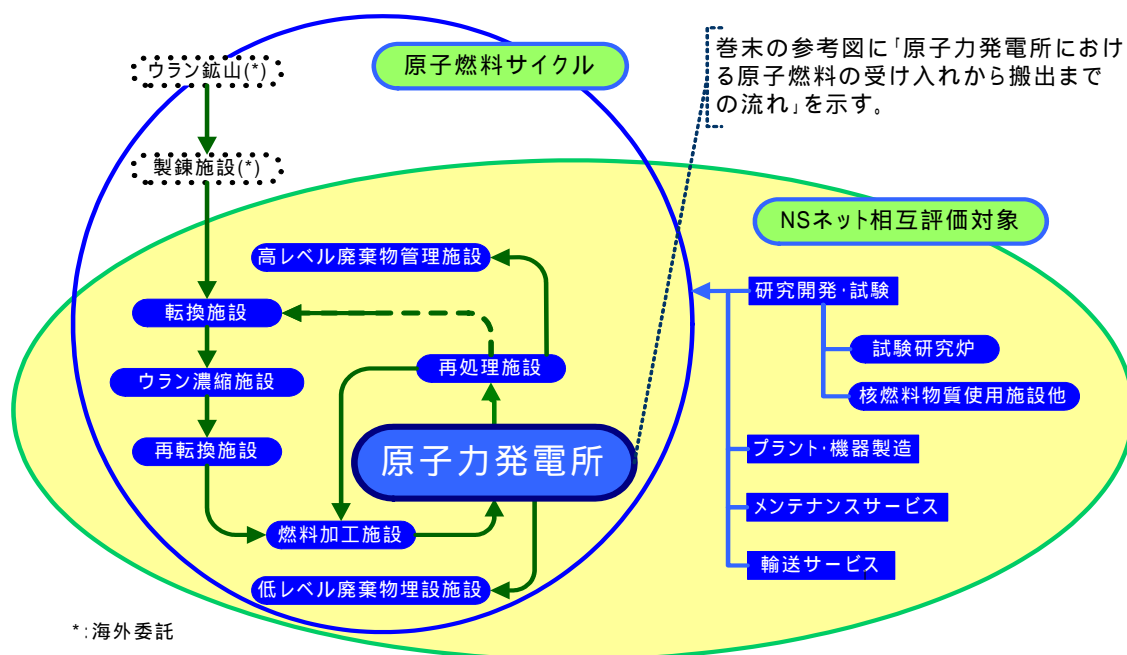 原子燃料サイクル
巻末の参考図に「原子力発電所におけ
る原子燃料の受け入れから搬出まで
の流れ」を示す。
ウラン鉱山(*)
製錬施設(*)
NSネット相互評価対象
高レベル廃棄物管理施設
転換施設
再処理施設
ウラン濃縮施設
再転換施設
原子力発電所
燃料加工施設
低レベル廃棄物埋設施設
研究開発・試験
試験研究炉
核燃料物質使用施設他
プラント・機器製造
メンテナンスサービス
輸送サービス
*:海外委託